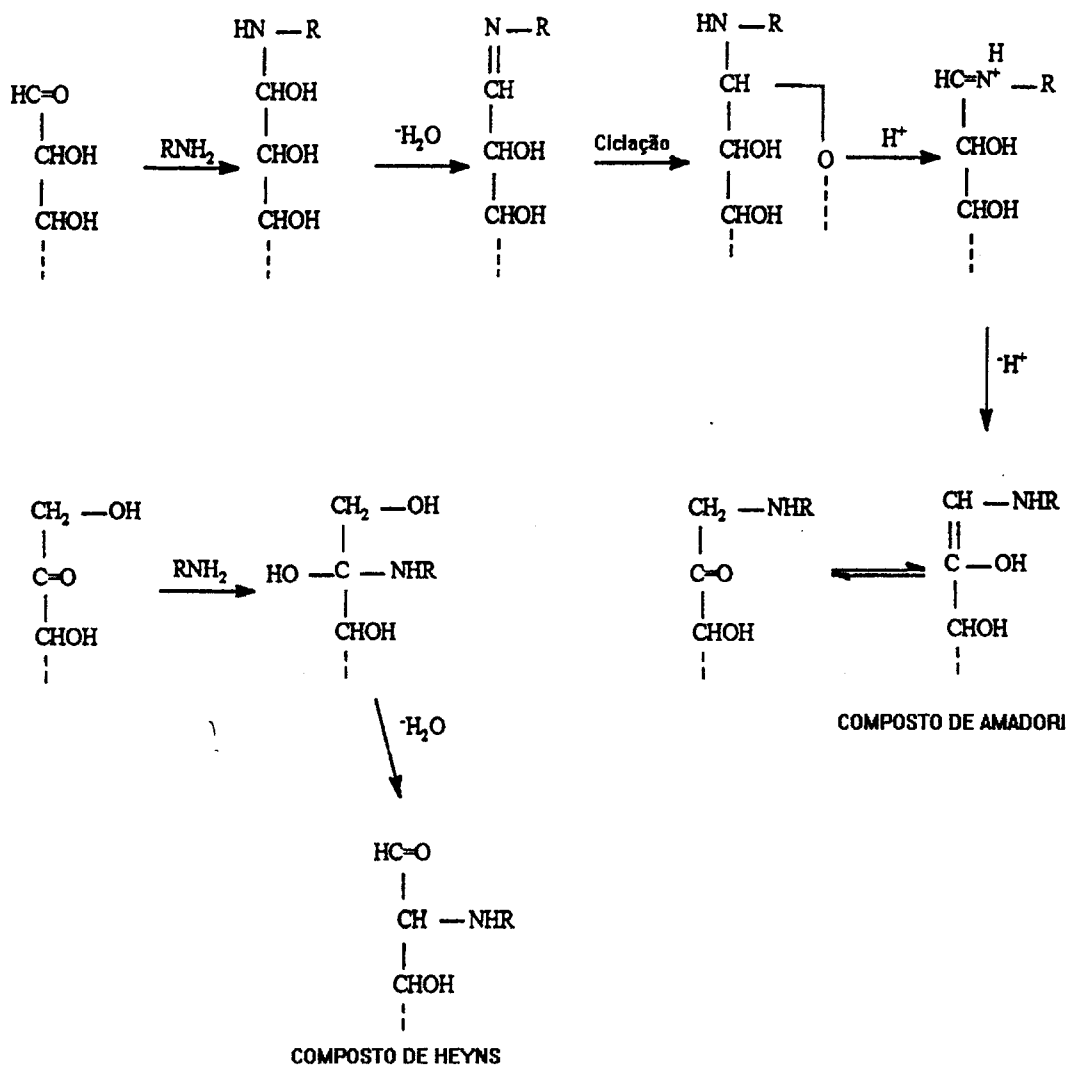 HC=O
CHOH
CHOH
RNH₂
HN—R
CHOH
CHOH
CHOH
-H₂O
N—R
CH
CHOH
CHOH
Ciclação
HN—R
CH
CHOH
CHOH
O
H⁺
H
HC=N⁺—R
CHOH
CHOH
-H⁺
CH₂—OH
C=O
CHOH
RNH₂
CH₂—OH
HO—C—NHR
CHOH
CH₂—NHR
C=O
CHOH
CH—NHR
C—OH
CHOH
COMPOSTO DE AMADORI
-H₂O
HC=O
CH—NHR
CHOH
COMPOSTO DE HEYNS